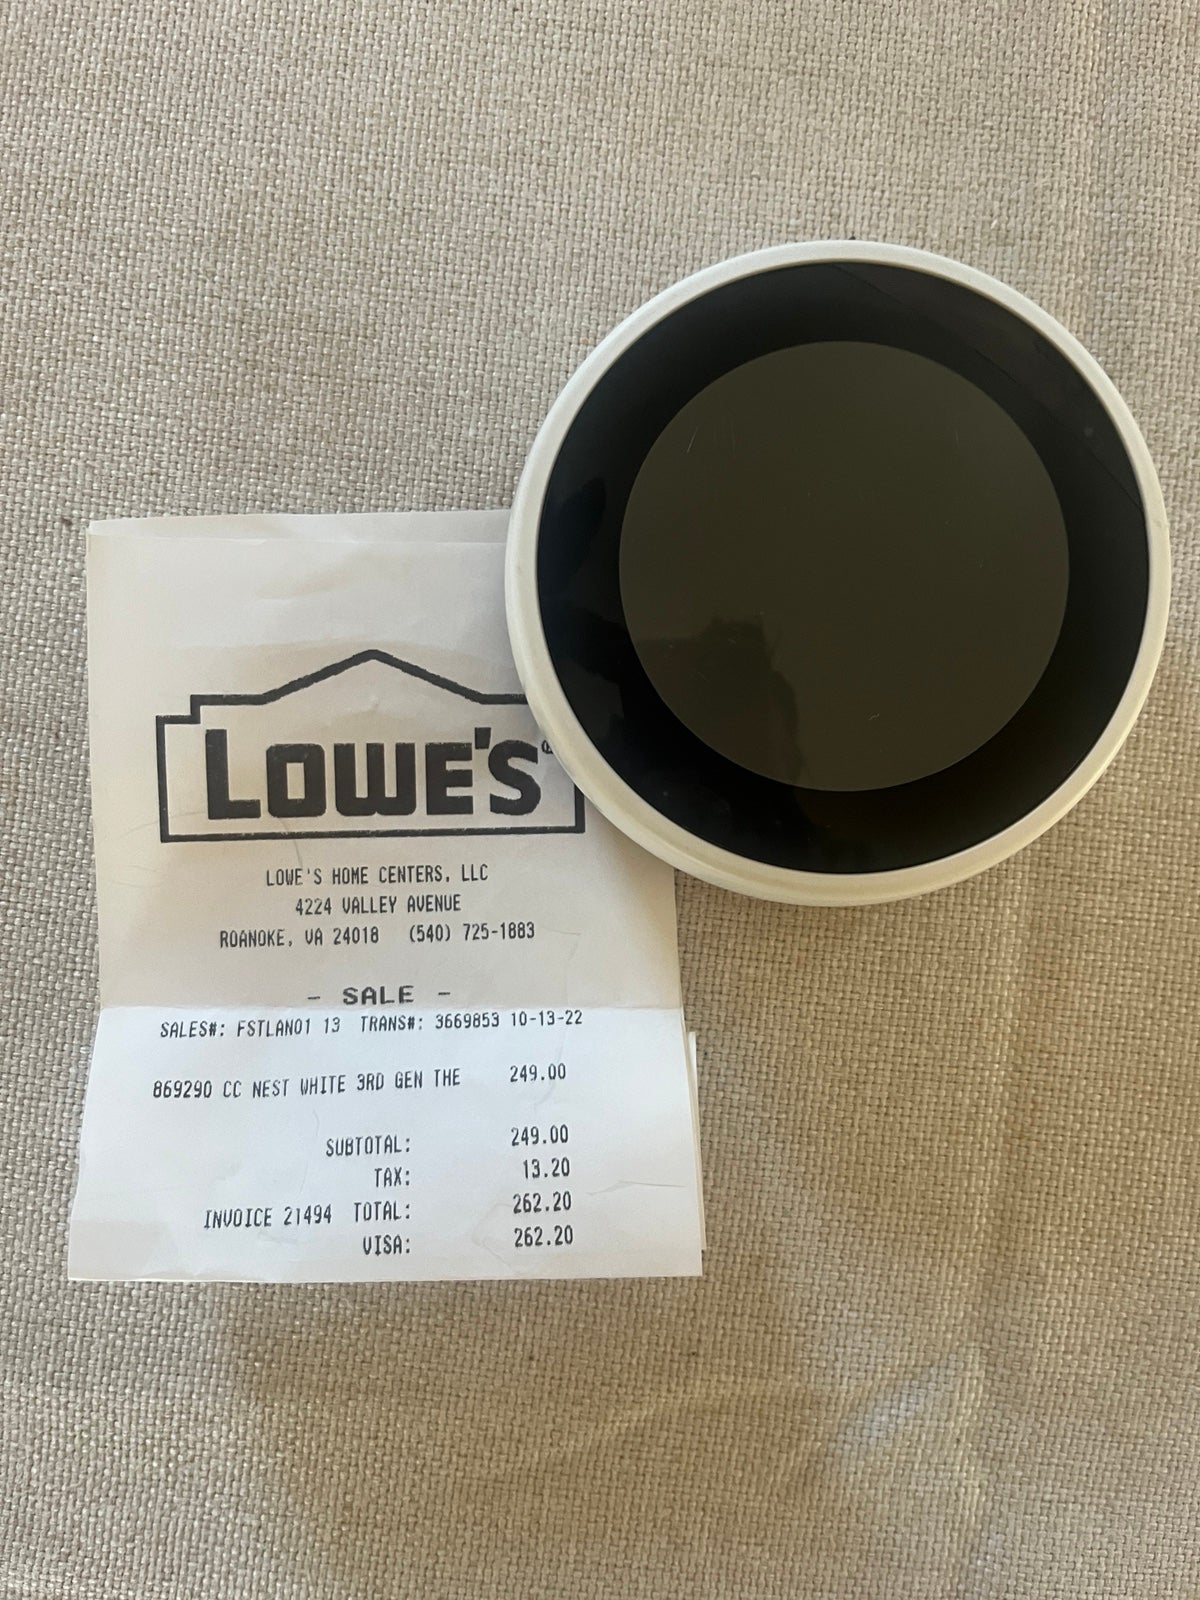 LOWE'S
LOWE'S HOME CENTERS, LLC
4224 VALLEY AVENUE
ROANOKE, VA 24018 (540) 725-1883
- SALE -
SALES#: FSTLAN01 13 TRANS#: 3669853 10-13-22
869290 CC NEST WHITE 3RD GEN THE 249.00
SUBTOTAL: 249.00
TAX: 13.20
INVOICE 21494 TOTAL: 262.20
VISA: 262.20